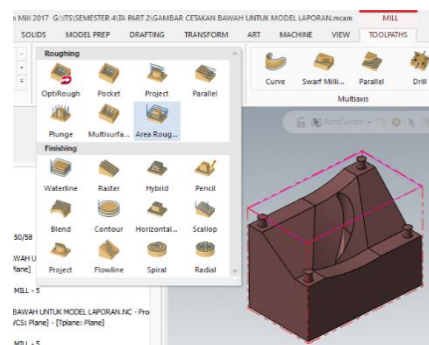 m Mill 2017 G:\ITS\SEMESTER 4\TA PART 2\GAMBAR CETAKAN BAWAH UNTUK MODEL LAPORAN.mcam MILL
SOLIDS MODEL PREP DRAFTING TRANSFORM ART MACHINE VIEW TOOLPATHS
Roughing
OptiRough Pocket Project Parallel
Plunge Multisurfa... Area Roug...
Finishing
Waterline Raster Hybrid Pencil
Blend Contour Horizontal... Scallop
Project Flowline Spiral Radial
Curve Swarf Milli... Parallel Drill
Multiaxis
AutoCursor
50/58
WAH U
Plane]
MILL - 5
BAWAH UNTUK MODEL LAPORAN.NC - Pro
WCS: Plane] - [Tplane: Plane]
MILL - 5